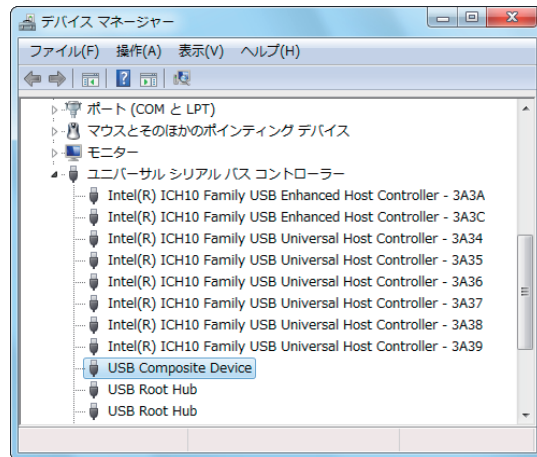 デバイス マネージャー
ファイル(F) 操作(A) 表示(V) ヘルプ(H)
ポート (COM と LPT)
マウスとそのほかのポインティング デバイス
モニター
ユニバーサル シリアル バス コントローラー
Intel(R) ICH10 Family USB Enhanced Host Controller - 3A3A
Intel(R) ICH10 Family USB Enhanced Host Controller - 3A3C
Intel(R) ICH10 Family USB Universal Host Controller - 3A34
Intel(R) ICH10 Family USB Universal Host Controller - 3A35
Intel(R) ICH10 Family USB Universal Host Controller - 3A36
Intel(R) ICH10 Family USB Universal Host Controller - 3A37
Intel(R) ICH10 Family USB Universal Host Controller - 3A38
Intel(R) ICH10 Family USB Universal Host Controller - 3A39
USB Composite Device
USB Root Hub
USB Root Hub